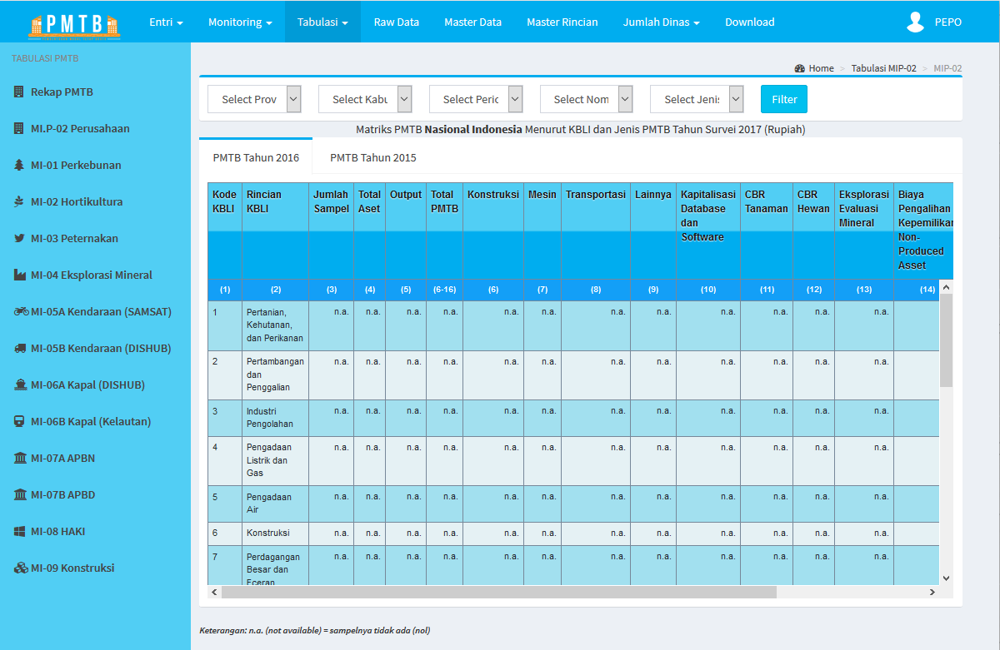 PMTB Entri Monitoring Tabulasi Raw Data Master Data Master Rincian Jumlah Dinas Download PEPO
TABULASI PMTB
Rekap PMTB
MI.P-02 Perusahaan
MI-01 Perkebunan
MI-02 Hortikultura
MI-03 Peternakan
MI-04 Eksplorasi Mineral
MI-05A Kendaraan (SAMSAT)
MI-05B Kendaraan (DISHUB)
MI-06A Kapal (DISHUB)
MI-06B Kapal (Kelautan)
MI-07A APBN
MI-07B APBD
MI-08 HAKI
MI-09 Konstruksi
Home > Tabulasi MIP-02 > MIP-02
Select Prov Select Kabu Select Peric Select Nom Select Jenis Filter
Matriks PMTB Nasional Indonesia Menurut KBLI dan Jenis PMTB Tahun Survei 2017 (Rupiah)
PMTB Tahun 2016 PMTB Tahun 2015
Kode Rincian Jumlah Total Output Total Konstruksi Mesin Transportasi Lainnya Kapitalisasi CBR CBR Eksplorasi Biaya
KBLI KBLI Sampel Aset PMTB Database Tanaman Hewan Evaluasi Pengalihan
dan Mineral Kepemilikan
Software Non-
Produced
Asset
(1) (2) (3) (4) (5) (6-16) (6) (7) (8) (9) (10) (11) (12) (13) (14)
1 Pertanian, n.a. n.a. n.a. n.a. n.a. n.a. n.a. n.a. n.a. n.a. n.a. n.a.
Kehutanan,
dan Perikanan
2 Pertambangan n.a. n.a. n.a. n.a. n.a. n.a. n.a. n.a. n.a. n.a. n.a. n.a.
dan
Penggalian
3 Industri n.a. n.a. n.a. n.a. n.a. n.a. n.a. n.a. n.a. n.a. n.a. n.a.
Pengolahan
4 Pengadaan n.a. n.a. n.a. n.a. n.a. n.a. n.a. n.a. n.a. n.a. n.a. n.a.
Listrik dan
Gas
5 Pengadaan n.a. n.a. n.a. n.a. n.a. n.a. n.a. n.a. n.a. n.a. n.a. n.a.
Air
6 Konstruksi n.a. n.a. n.a. n.a. n.a. n.a. n.a. n.a. n.a. n.a. n.a. n.a.
7 Perdagangan n.a. n.a. n.a. n.a. n.a. n.a. n.a. n.a. n.a. n.a. n.a. n.a.
Besar dan
Eceran
Keterangan: n.a. (not available) = sampelnya tidak ada (nol)